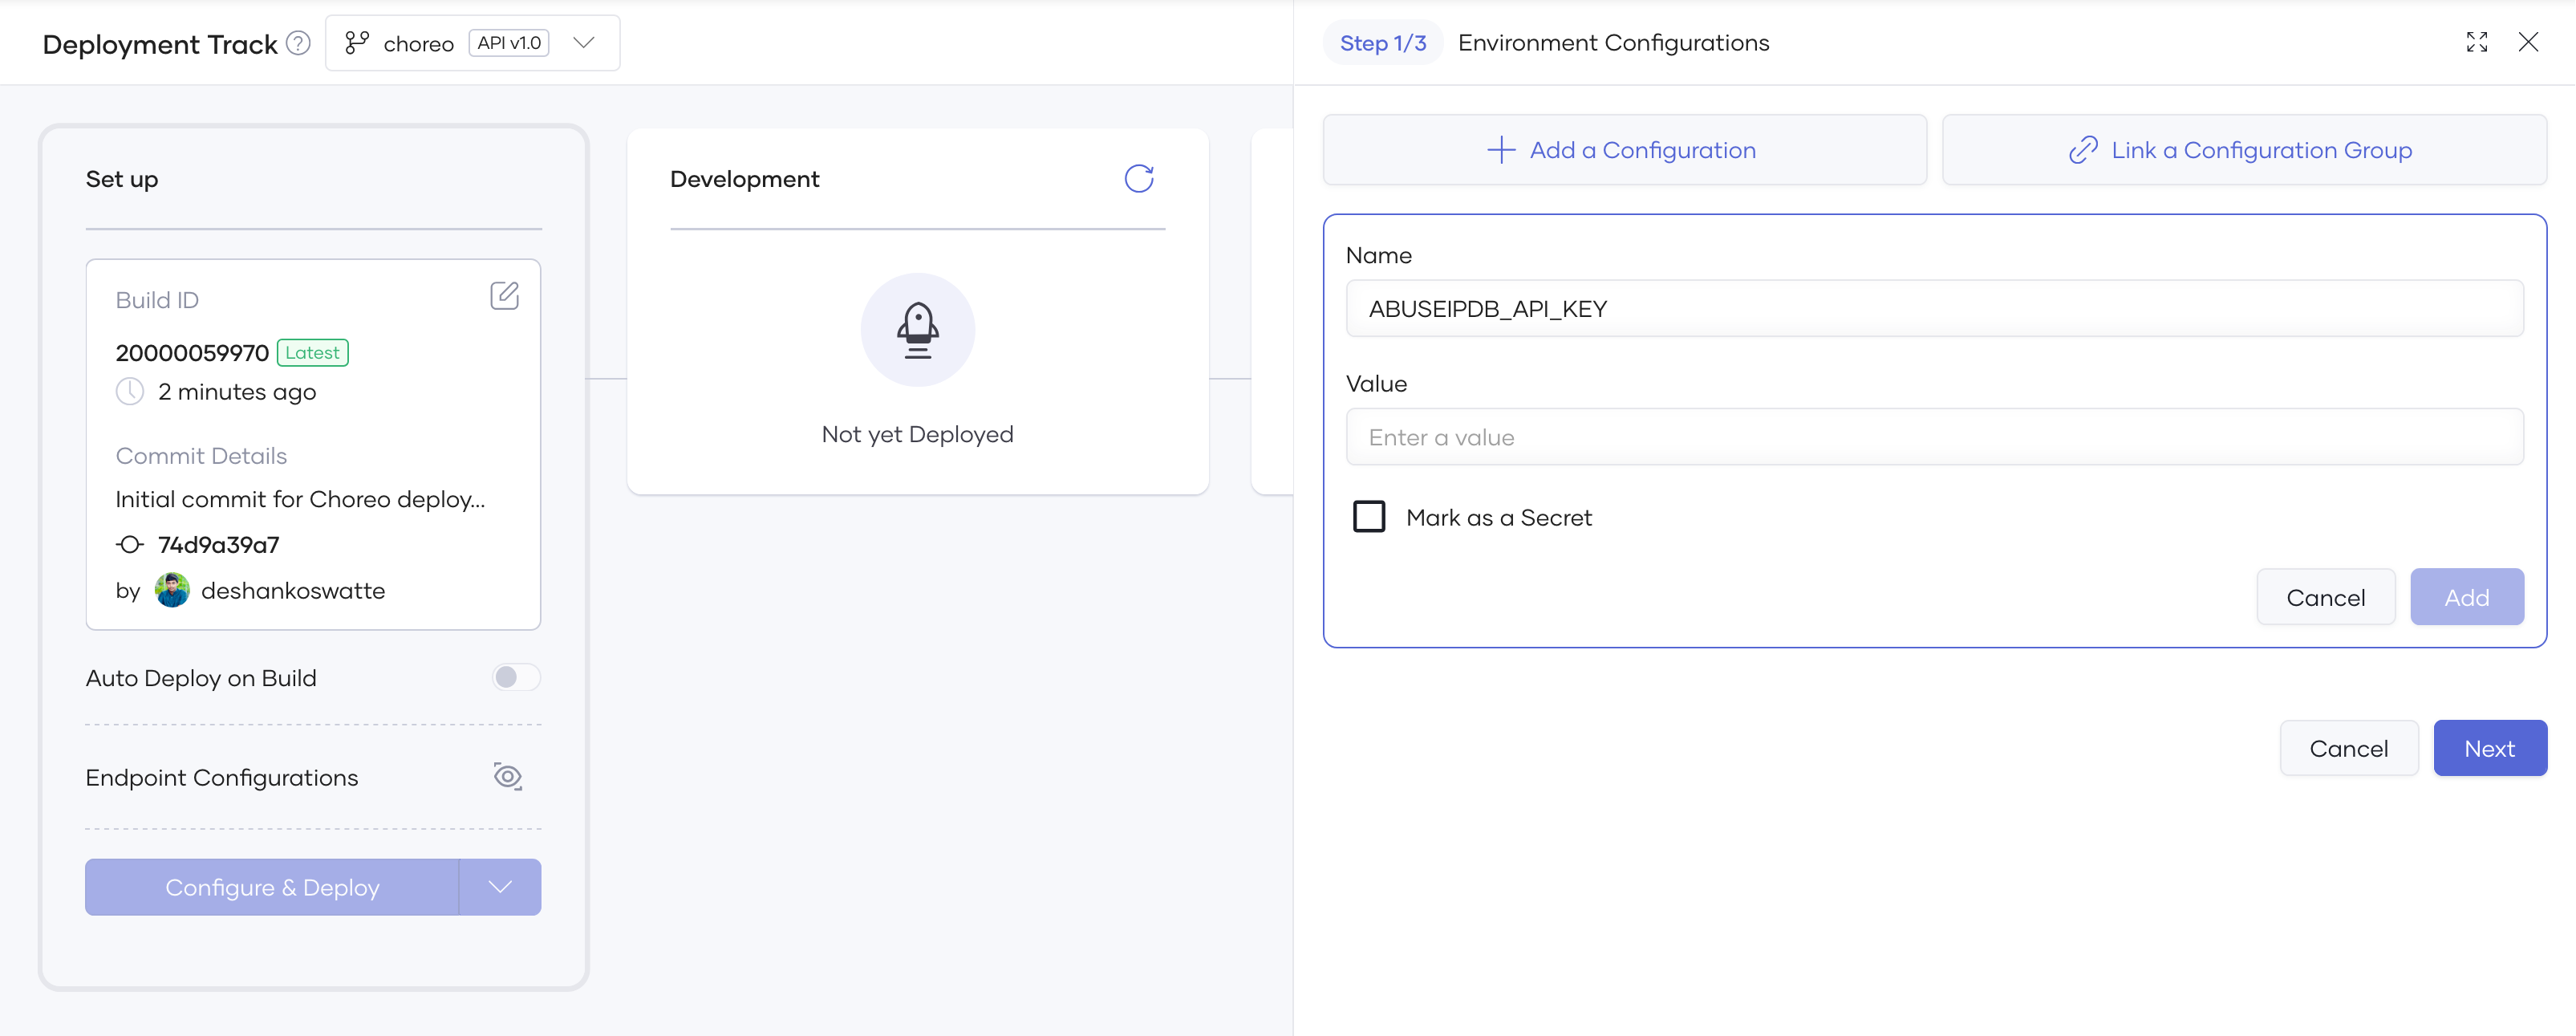 Deployment Track
choreo API v1.0
Set up
Build ID
20000059970 Latest
2 minutes ago
Commit Details
Initial commit for Choreo deploy...
74d9a39a7
by deshankoswatte
Auto Deploy on Build
Endpoint Configurations
Configure & Deploy
Development
Not yet Deployed
Step 1/3 Environment Configurations
Add a Configuration
Link a Configuration Group
Name
ABUSEIPDB_API_KEY
Value
Enter a value
Mark as a Secret
Cancel Add
Cancel Next